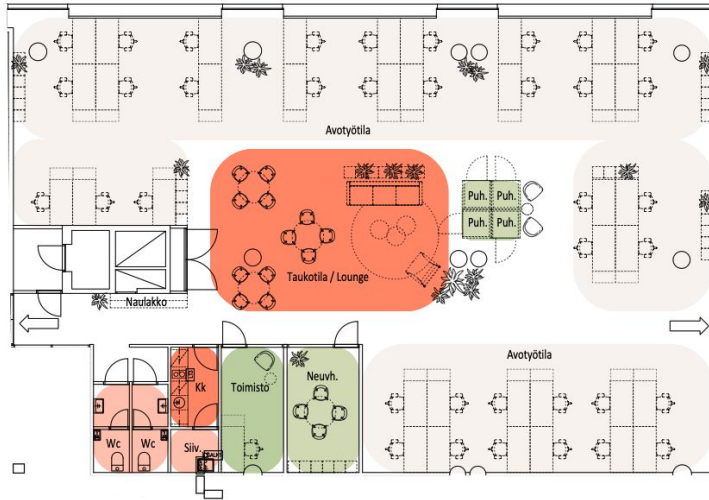 Avotyötila
Puh. Puh.
Puh. Puh.
Taukotila / Lounge
Naulakko
Avotyötila
Kk
Toimisto
Neuvh.
Wc
Wc
Siiv.